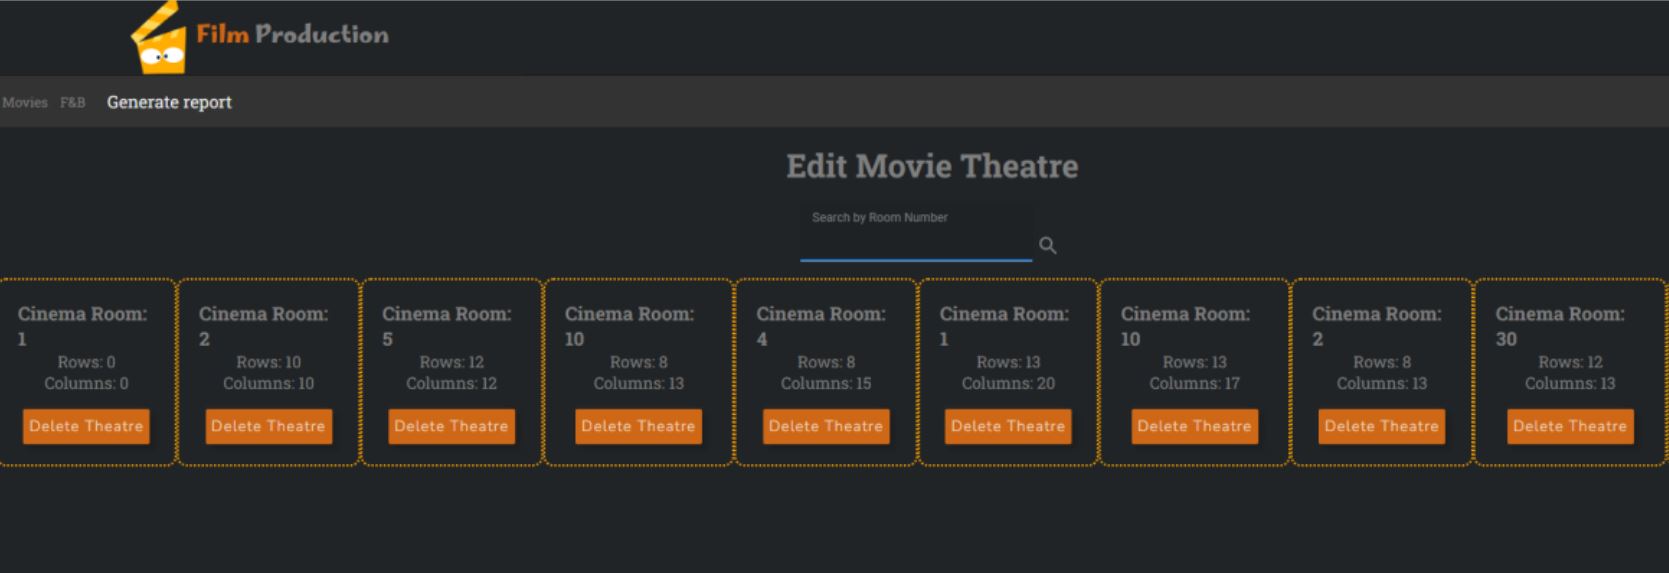 Film Production
Movies F&B Generate report
Edit Movie Theatre
Search by Room Number
Cinema Room:
1
Rows: 0
Columns: 0
Delete Theatre
Cinema Room:
2
Rows: 10
Columns: 10
Delete Theatre
Cinema Room:
5
Rows: 12
Columns: 12
Delete Theatre
Cinema Room:
10
Rows: 8
Columns: 13
Delete Theatre
Cinema Room:
4
Rows: 8
Columns: 15
Delete Theatre
Cinema Room:
1
Rows: 13
Columns: 20
Delete Theatre
Cinema Room:
10
Rows: 13
Columns: 17
Delete Theatre
Cinema Room:
2
Rows: 8
Columns: 13
Delete Theatre
Cinema Room:
30
Rows: 12
Columns: 13
Delete Theatre